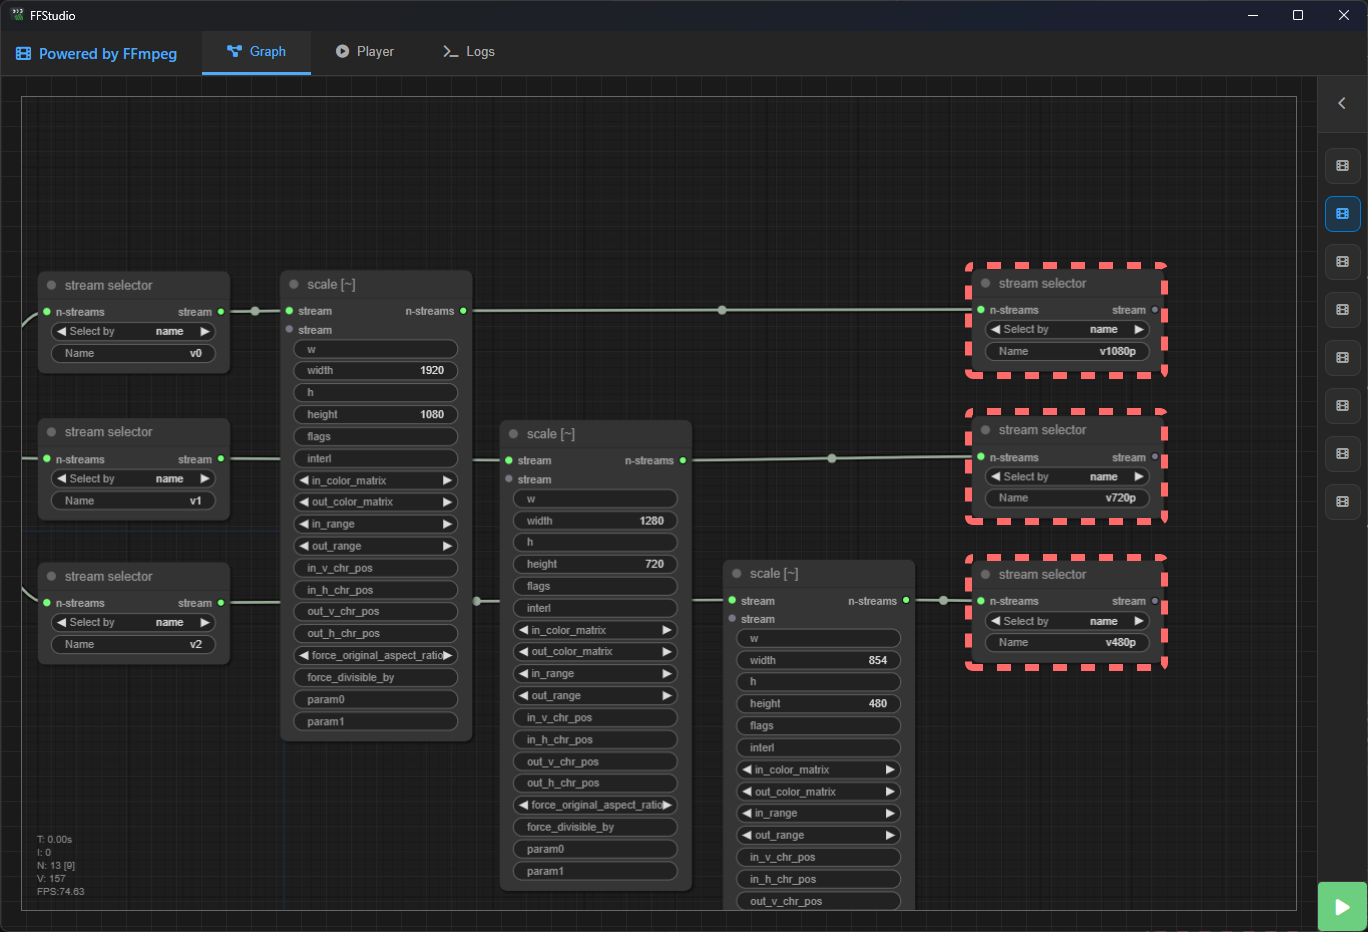 FFStudio
Powered by FFmpeg
Graph
Player
Logs
stream selector
n-streams stream
Select by name
Name v0
stream selector
n-streams stream
Select by name
Name v1
stream selector
n-streams stream
Select by name
Name v2
scale [~]
stream n-streams
stream
w
width 1920
h
height 1080
flags
interl
in_color_matrix
out_color_matrix
in_range
out_range
in_v_chr_pos
in_h_chr_pos
out_v_chr_pos
out_h_chr_pos
force_original_aspect_ratio
force_divisible_by
param0
param1
scale [~]
stream n-streams
stream
w
width 1280
h
height 720
flags
interl
in_color_matrix
out_color_matrix
in_range
out_range
in_v_chr_pos
in_h_chr_pos
out_v_chr_pos
out_h_chr_pos
force_original_aspect_ratio
force_divisible_by
param0
param1
scale [~]
stream n-streams
stream
w
width 854
h
height 480
flags
interl
in_color_matrix
out_color_matrix
in_range
out_range
in_v_chr_pos
in_h_chr_pos
out_v_chr_pos
stream selector
n-streams stream
Select by name
Name v1080p
stream selector
n-streams stream
Select by name
Name v720p
stream selector
n-streams stream
Select by name
Name v480p
T: 0.00s
I: 0
N: 13 [9]
V: 157
FPS:74.63